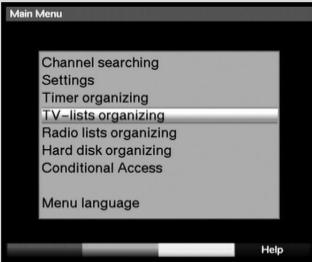 Main Menu
Channel searching
Settings
Timer organizing
TV-lists organizing
Radio lists organizing
Hard disk organizing
Conditional Access
Menu language
Help